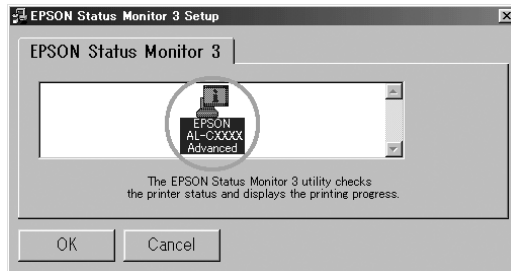 EPSON Status Monitor 3 Setup
EPSON Status Monitor 3
EPSON
AL-CXXXX
Advanced
The EPSON Status Monitor 3 utility checks
the printer status and displays the printing progress.
OK
Cancel